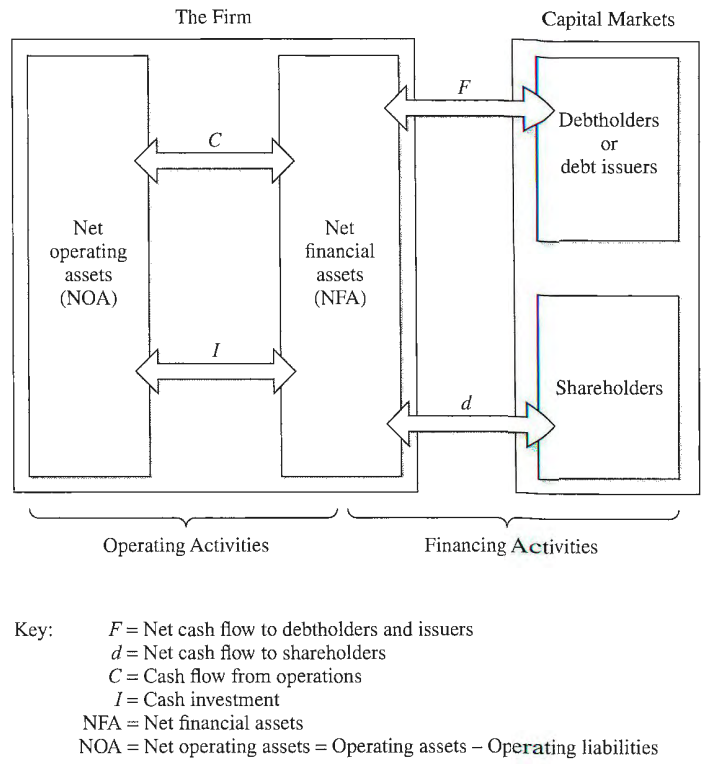 The Firm
Capital Markets
F
C
Debtholders
or
debt issuers
Net
operating
assets
(NOA)
Net
financial
assets
(NFA)
I
d
Shareholders
Operating Activities
Financing Activities
Key:
F = Net cash flow to debtholders and issuers
d = Net cash flow to shareholders
C = Cash flow from operations
I = Cash investment
NFA = Net financial assets
NOA = Net operating assets = Operating assets – Operating liabilities